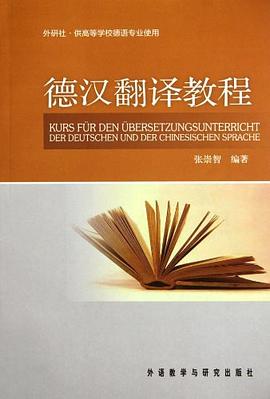 外研社·供高等学校德语专业使用
德汉翻译教程
KURS FÜR DEN ÜBERSETZUNGSUNTERRICHT
DER DEUTSCHEN UND DER CHINESISCHEN SPRACHE
张崇智 编著
外语教学与研究出版社